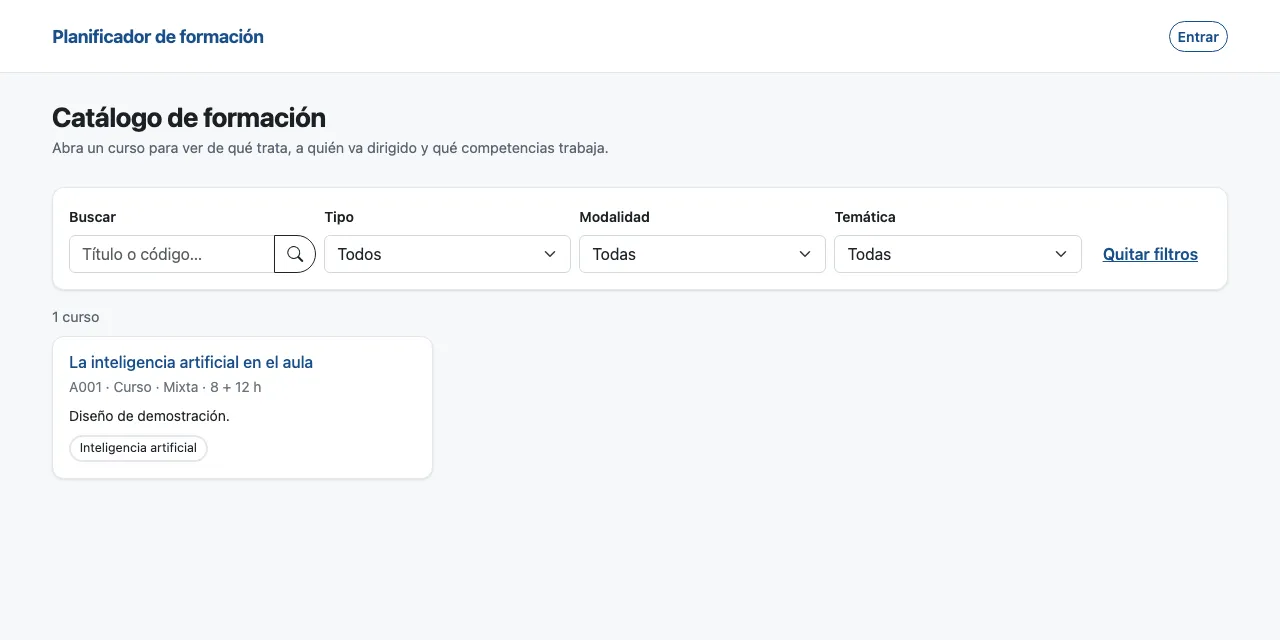 Planificador de formación
Entrar
Catálogo de formación
Abra un curso para ver de qué trata, a quién va dirigido y qué competencias trabaja.
Buscar
Tipo
Modalidad
Temática
Título o código...
Todos
Todas
Todas
Quitar filtros
1 curso
La inteligencia artificial en el aula
A001 · Curso · Mixta · 8 + 12 h
Diseño de demostración.
Inteligencia artificial